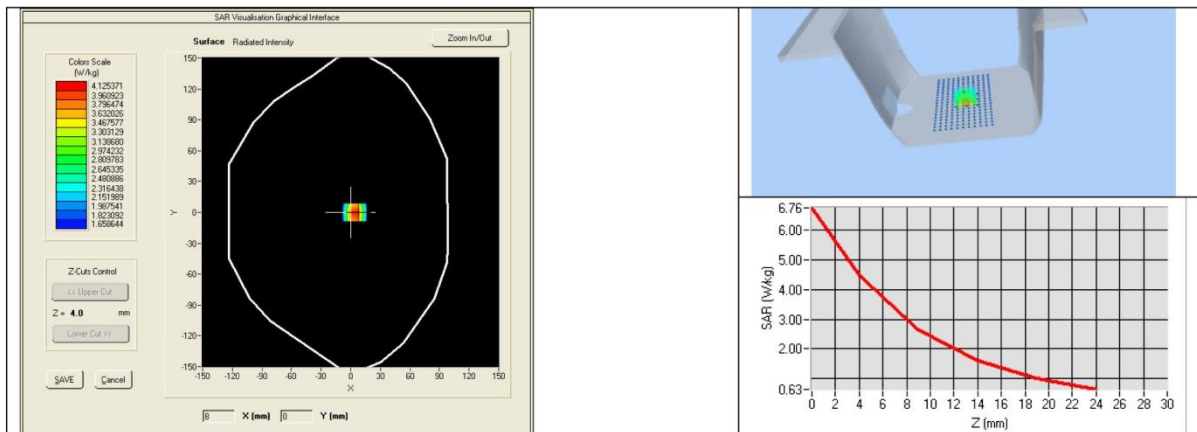 SAR Visualisation Graphical Interface
Surface Radiated Intensity
Zoom In/Out
Colors Scale
(W/kg)
4.125371
3.960923
3.796474
3.632026
3.467577
3.303129
3.138680
2.974232
2.809783
2.645335
2.480886
2.316438
2.151989
1.987541
1.823092
1.658644
Z-Cuts Control
<< Upper Cut
Z = 4.0 mm
Lower Cut >>
SAVE Cancel
150
120
90
60
30
0
-30
-60
-90
-120
-150
Y
-150 -120 -90 -60 -30 0 30 60 90 120 150
X
8 X (mm) 0 Y (mm)
6.76
6.00
5.00
4.00
3.00
2.00
0.63
SAR (W/kg)
0 2 4 6 8 10 12 14 16 18 20 22 24 26 28 30
Z (mm)